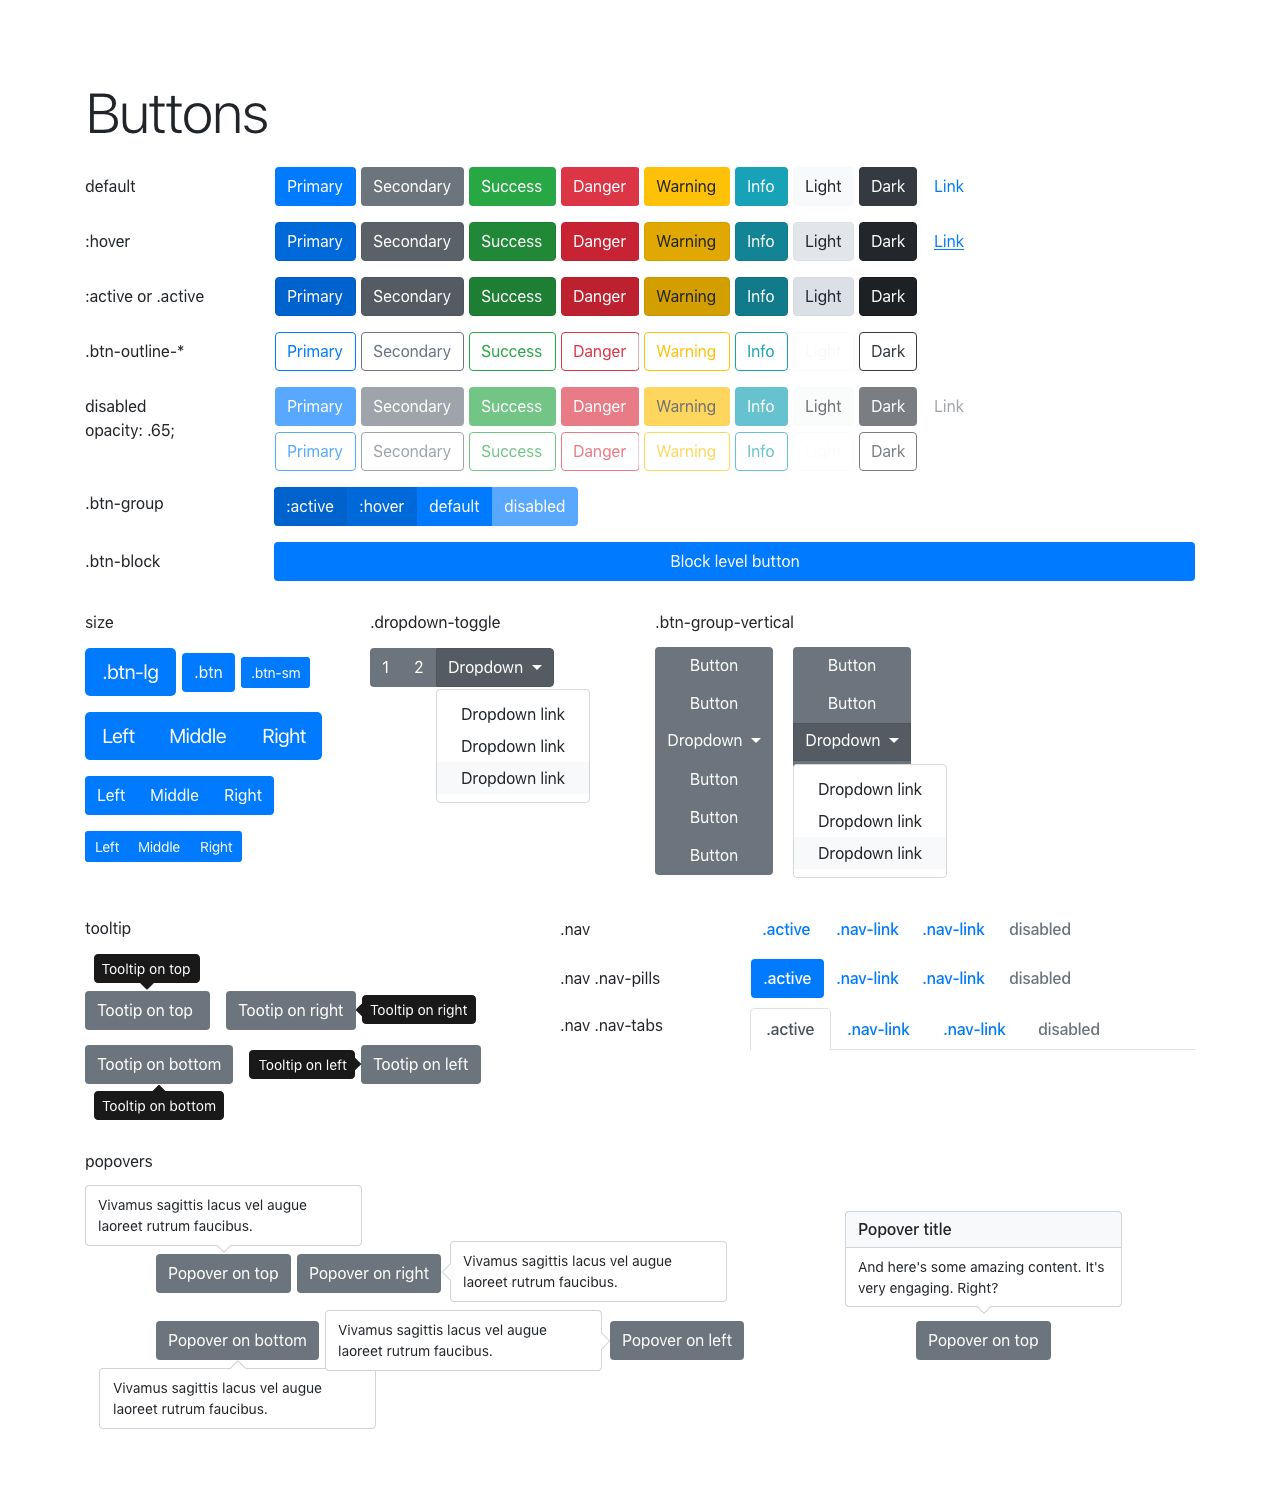 Buttons
default Primary Secondary Success Danger Warning Info Light Dark Link
:hover Primary Secondary Success Danger Warning Info Light Dark Link
:active or .active Primary Secondary Success Danger Warning Info Light Dark
.btn-outline-* Primary Secondary Success Danger Warning Info Light Dark
disabled Primary Secondary Success Danger Warning Info Light Dark Link
opacity: .65;
Primary Secondary Success Danger Warning Info Dark
.btn-group :active :hover default disabled
.btn-block Block level button
size
.btn-lg .btn .btn-sm
Left Middle Right
Left Middle Right
Left Middle Right
.dropdown-toggle
1 2 Dropdown
Dropdown link
Dropdown link
Dropdown link
.btn-group-vertical
Button
Button
Dropdown
Button
Button
Button
Button
Button
Dropdown
Dropdown link
Dropdown link
Dropdown link
tooltip
Tooltip on top
Tootip on top Tootip on right Tooltip on right
Tootip on bottom Tooltip on left Tootip on left
Tooltip on bottom
.nav .active .nav-link .nav-link disabled
.nav .nav-pills .active .nav-link .nav-link disabled
.nav .nav-tabs .active .nav-link .nav-link disabled
popovers
Vivamus sagittis lacus vel augue
laoreet rutrum faucibus.
Popover on top Popover on right
Vivamus sagittis lacus vel augue
laoreet rutrum faucibus.
Popover on bottom
Vivamus sagittis lacus vel augue
laoreet rutrum faucibus.
Popover on left
Vivamus sagittis lacus vel augue
laoreet rutrum faucibus.
Popover title
And here's some amazing content. It's
very engaging. Right?
Popover on top